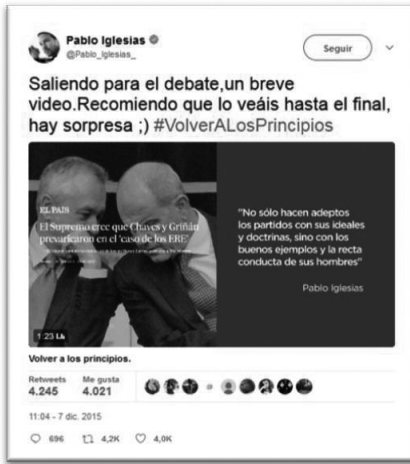 Pablo Iglesias
@Pablo_Iglesias_
Seguir
Saliendo para el debate,un breve
video.Recomiendo que lo veáis hasta el final,
hay sorpresa ;) #VolverALosPrincipios
EL PAIS
El Supremo cree que Chaves y Griñán
prevaricaron en el 'caso de los ERE'
"No sólo hacen adeptos
los partidos con sus ideales
y doctrinas, sino con los
buenos ejemplos y la recta
conducta de sus hombres"
Pablo Iglesias
1:23
Volver a los principios.
Retweets
4.245
Me gusta
4.021
11:04 - 7 dic. 2015
696
4,2K
4,0K